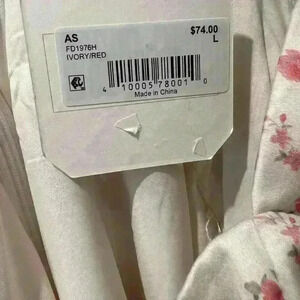 AS $74.00
FD1976H L
IVORY/RED
4 10005 78001 0
Made in China